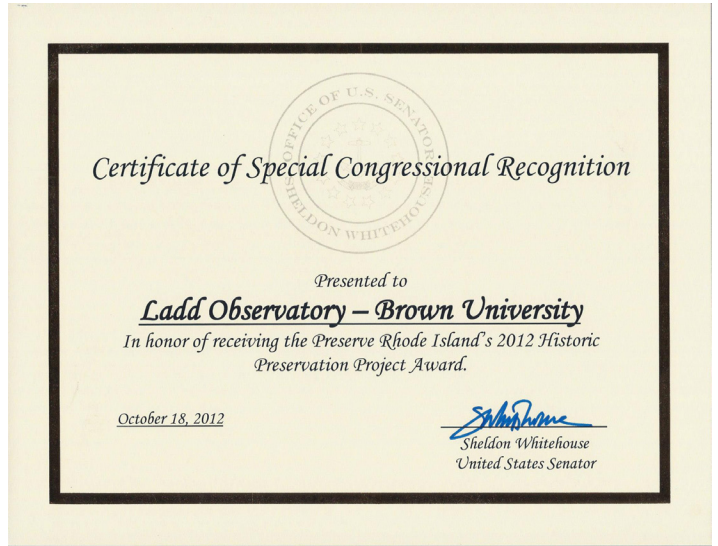 OFFICE OF U.S. SENATOR
SHELDON WHITEHOUSE
Certificate of Special Congressional Recognition
Presented to
Ladd Observatory – Brown University
In honor of receiving the Preserve Rhode Island's 2012 Historic
Preservation Project Award.
October 18, 2012
SWhitehouse
Sheldon Whitehouse
United States Senator